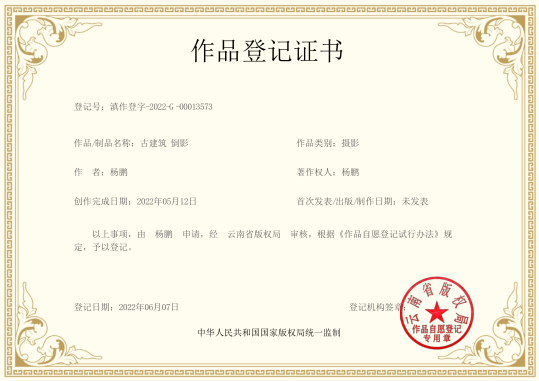 作品登记证书
登记号：滇作登字-2022-G-00013573
作品/制品名称：古建筑 倒影 作品类别：摄影
作 者：杨鹏 著作权人：杨鹏
创作完成日期：2022年05月12日 首次发表/出版/制作日期：未发表
以上事项，由 杨鹏 申请，经 云南省版权局 审核，根据《作品自愿登记试行办法》规
定，予以登记。
登记日期：2022年06月07日 登记机构签章：
云南省版权局
作品自愿登记
专用章
中华人民共和国国家版权局统一监制